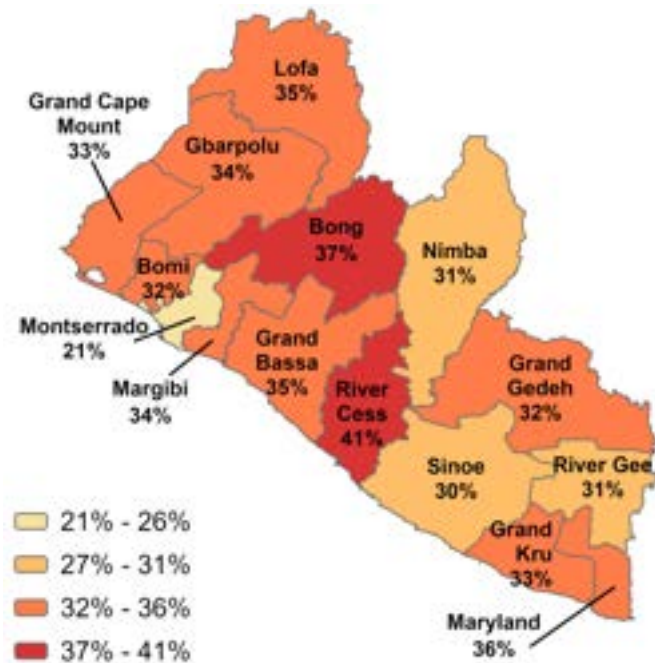 Lofa
35%
Grand Cape
Mount
33%
Gbarpolu
34%
Bong
37%
Nimba
31%
Bomi
32%
Montserrado
21%
Margibi
34%
Grand
Bassa
35%
River
Cess
41%
Grand
Gedeh
32%
Sinoe
30%
River Gee
31%
Grand
Kru
33%
Maryland
36%
21% - 26%
27% - 31%
32% - 36%
37% - 41%